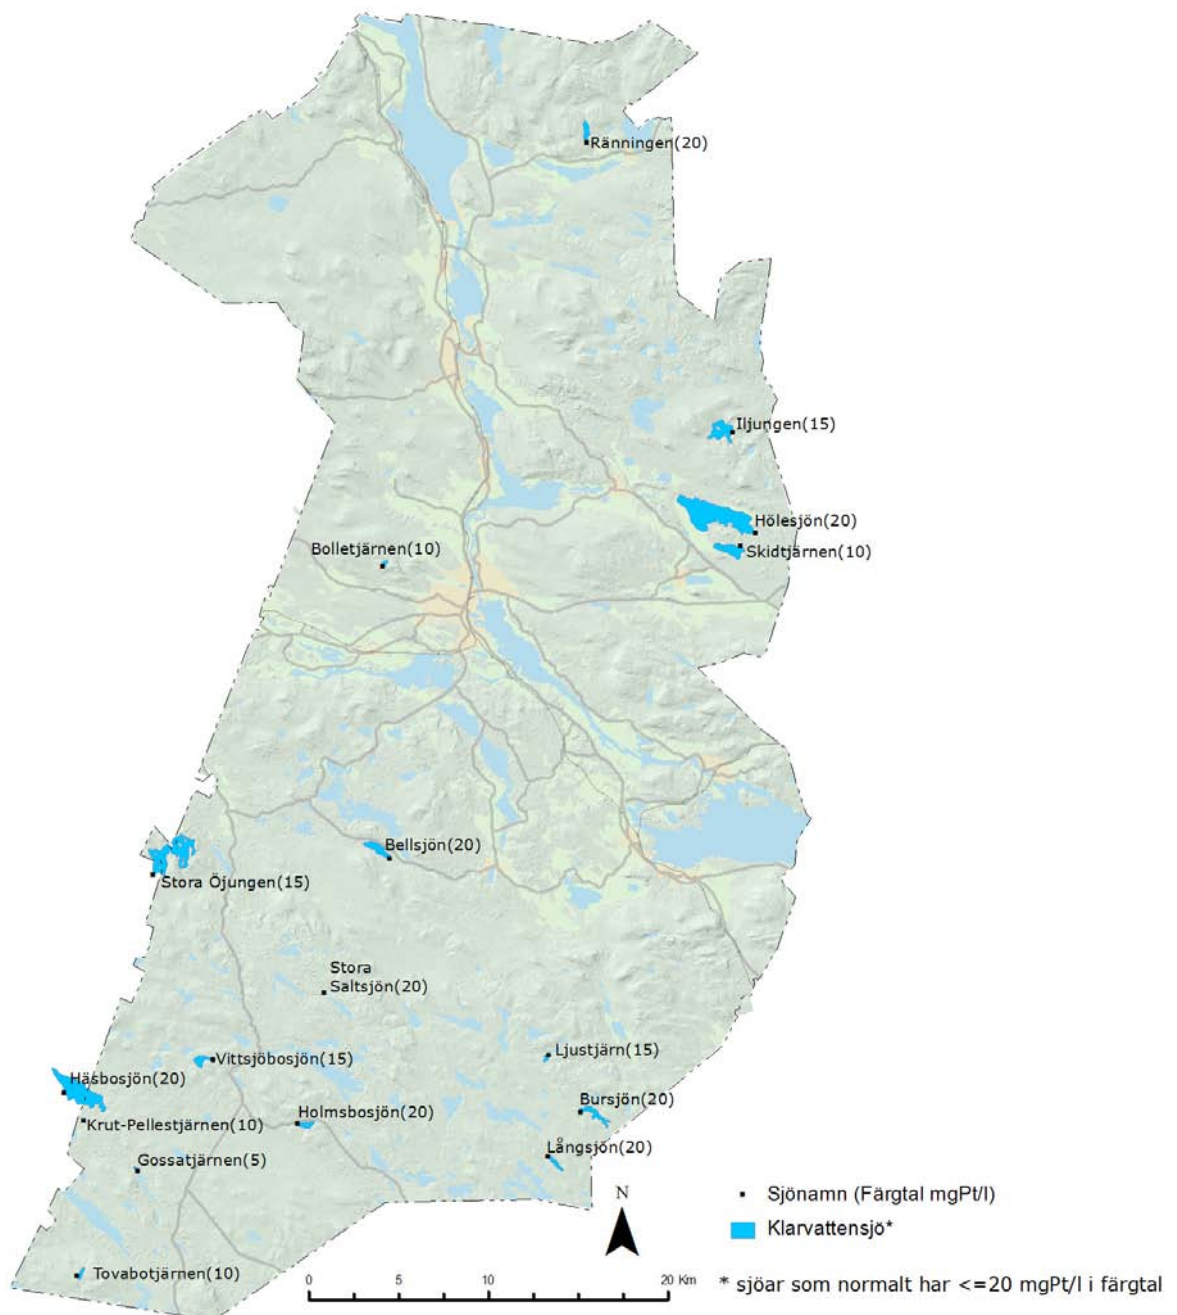 Ränningen(20)
Iljungen(15)
Hölesjön(20)
Skidtjärnen(10)
Bolletjärnen(10)
Bellsjön(20)
Stora Öjungen(15)
Stora
Saltsjön(20)
Ljustjärn(15)
Vittsjöbosjön(15)
Häsbosjön(20)
Bursjön(20)
Holmsbosjön(20)
Krut-Pellestjärnen(10)
Långsjön(20)
Gossatjärnen(5)
N
Sjönamn (Färgtal mgPt/l)
Klarvattensjö*
Tovabotjärnen(10)
0 5 10 20 Km
* sjöar som normalt har <=20 mgPt/l i färgtal